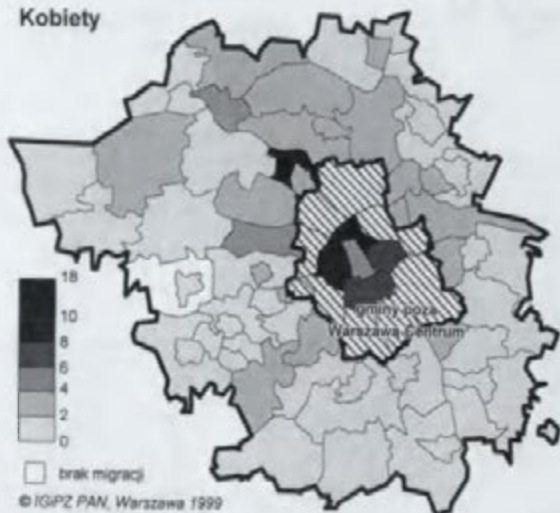 Kobiety
18
10
8
6
4
2
0
gminy poza
Warszawa-Centrum
brak migracji
© IGiPZ PAN, Warszawa 1999